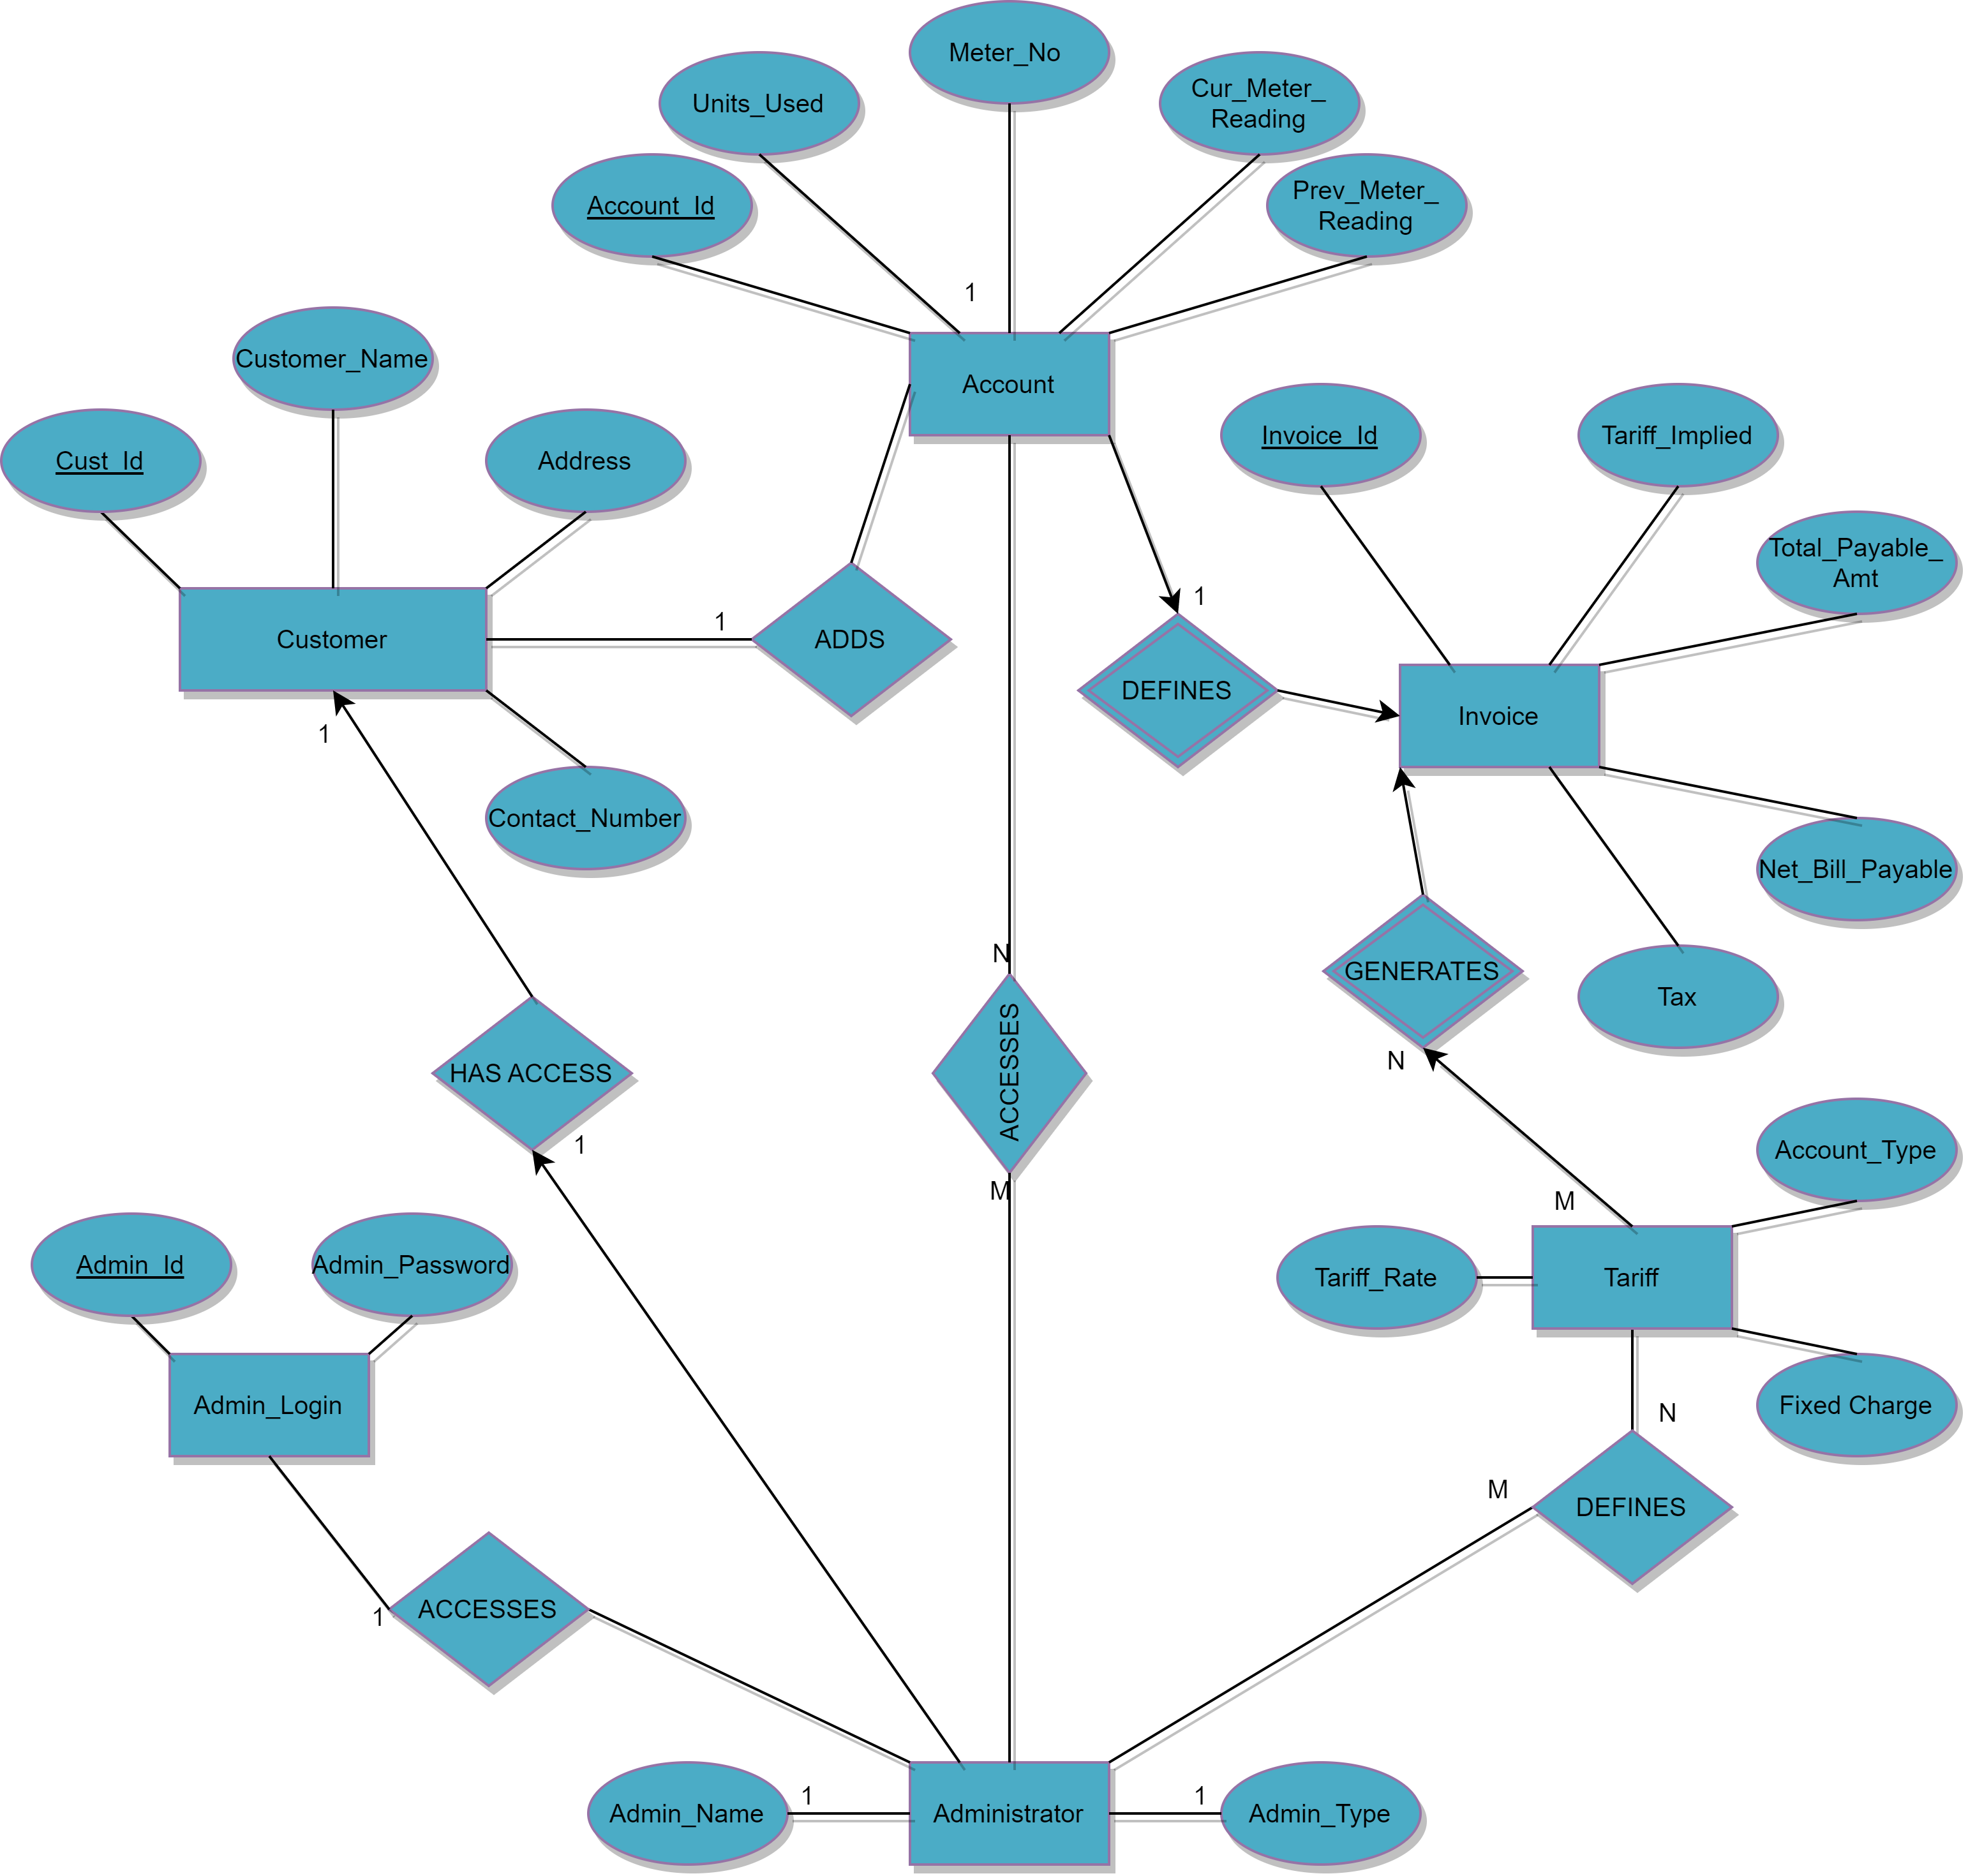 Meter_No
Units_Used
Cur_Meter_
Reading
Account_Id
Prev_Meter_
Reading
1
Account
Customer_Name
Cust_Id
Address
Invoice_Id
Tariff_Implied
Total_Payable_
Amt
1
1
Customer
ADDS
DEFINES
Invoice
1
Contact_Number
Net_Bill_Payable
N
GENERATES
Tax
N
HAS ACCESS
ACCESSES
1
Account_Type
M
M
Admin_Id
Admin_Password
Tariff_Rate
Tariff
Admin_Login
N
Fixed Charge
M
DEFINES
1
ACCESSES
1
1
Admin_Name
Administrator
Admin_Type